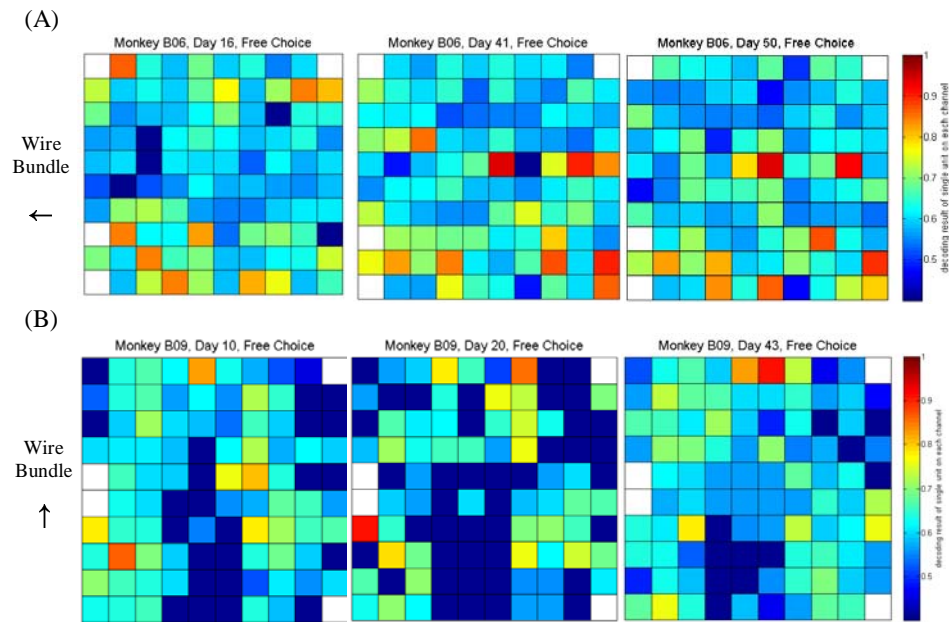 (A)
Monkey B06, Day 16, Free Choice
Monkey B06, Day 41, Free Choice
Monkey B06, Day 50, Free Choice
Wire
Bundle
←
1
0.9
0.8
0.7
0.6
0.5
decoding result of single unit on each channel
(B)
Monkey B09, Day 10, Free Choice
Monkey B09, Day 20, Free Choice
Monkey B09, Day 43, Free Choice
Wire
Bundle
↑
1
0.9
0.8
0.7
0.6
0.5
decoding result of single unit on each channel